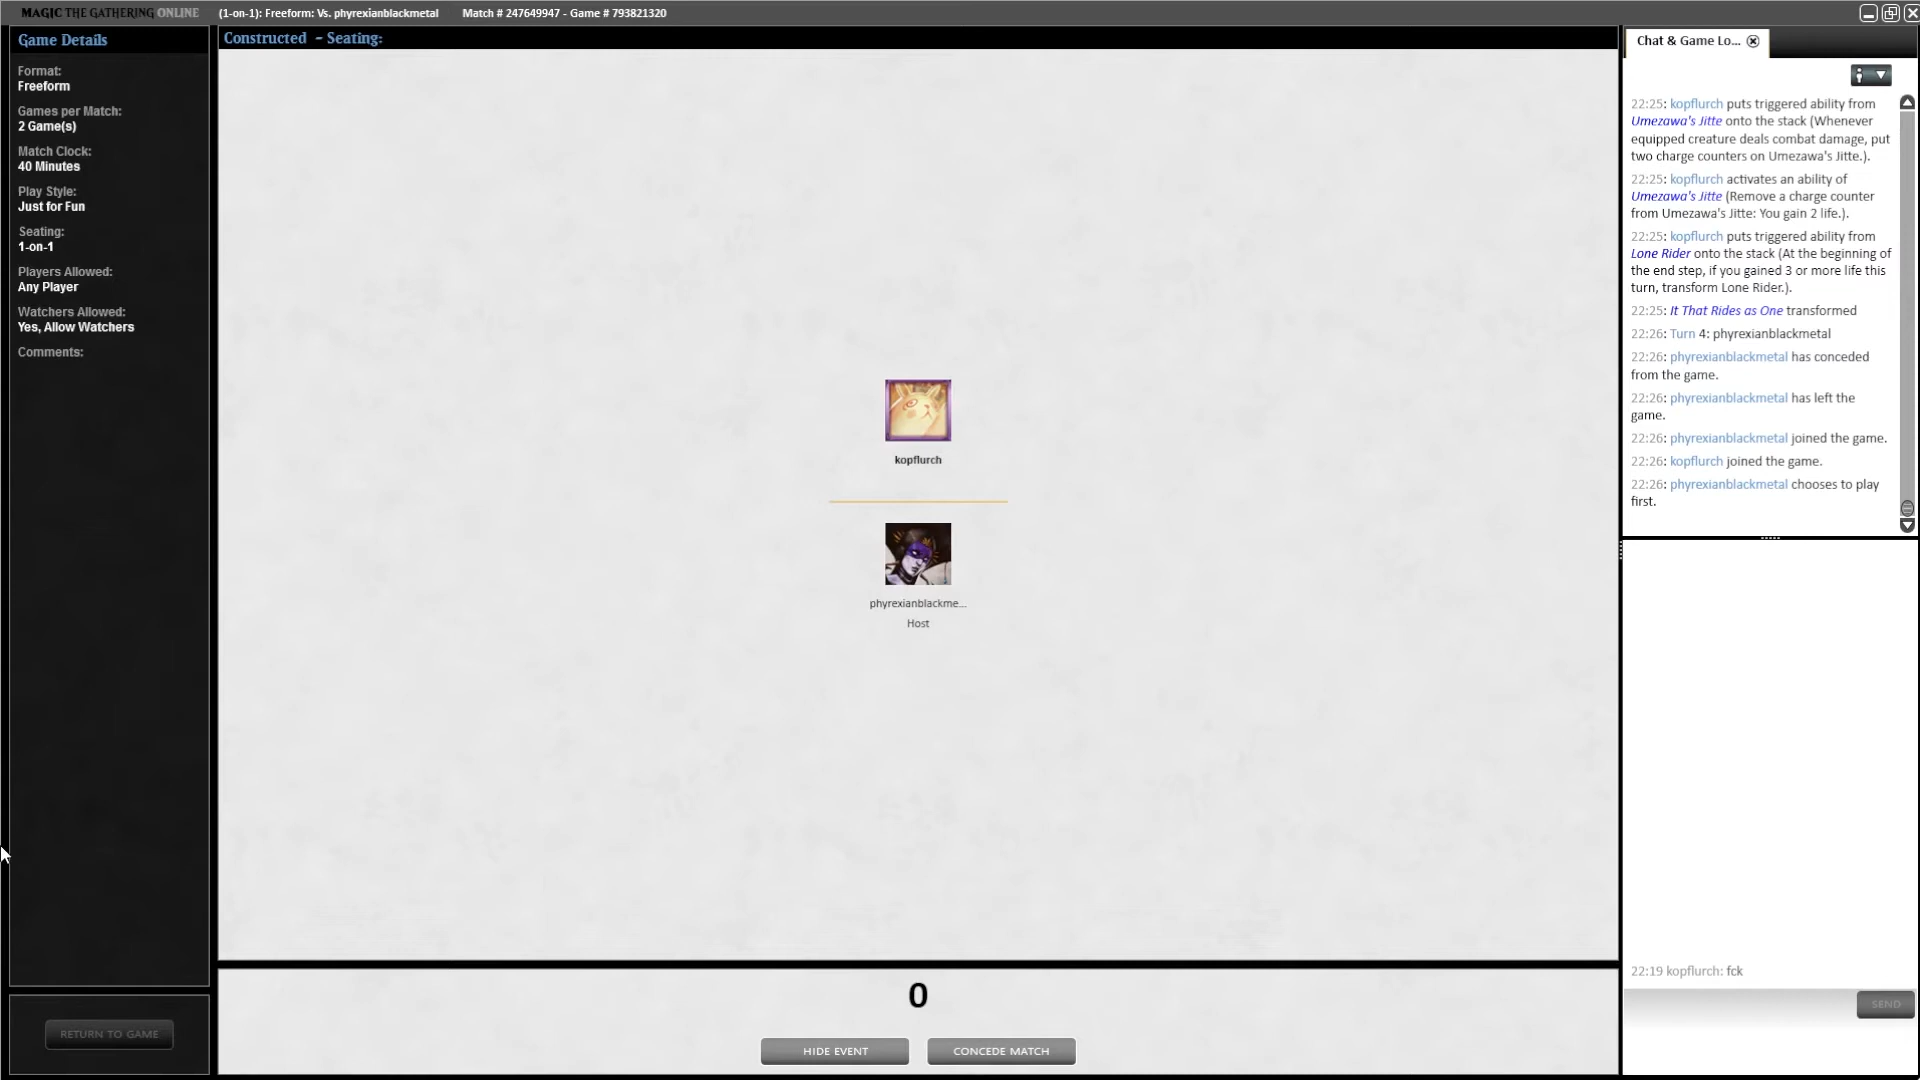 MAGIC THE GATHERING ONLINE
(1-on-1): Freeform: Vs. phyrexianblackmetal
Match # 247649947 - Game # 793821320
Game Details
Format:
Freeform
Games per Match:
2 Game(s)
Match Clock:
40 Minutes
Play Style:
Just for Fun
Seating:
1-on-1
Players Allowed:
Any Player
Watchers Allowed:
Yes, Allow Watchers
Comments:
RETURN TO GAME
Constructed - Seating:
kopflurch
phyrexianblackme...
Host
0
HIDE EVENT
CONCEDE MATCH
Chat & Game Lo...
22:25: kopflurch puts triggered ability from
Umezawa's Jitte onto the stack (Whenever
equipped creature deals combat damage, put
two charge counters on Umezawa's Jitte.).
22:25: kopflurch activates an ability of
Umezawa's Jitte (Remove a charge counter
from Umezawa's Jitte: You gain 2 life.).
22:25: kopflurch puts triggered ability from
Lone Rider onto the stack (At the beginning of
the end step, if you gained 3 or more life this
turn, transform Lone Rider.).
22:25: It That Rides as One transformed
22:26: Turn 4: phyrexianblackmetal
22:26: phyrexianblackmetal has conceded
from the game.
22:26: phyrexianblackmetal has left the
game.
22:26: phyrexianblackmetal joined the game.
22:26: kopflurch joined the game.
22:26: phyrexianblackmetal chooses to play
first.
22:19 kopflurch: fck
SEND